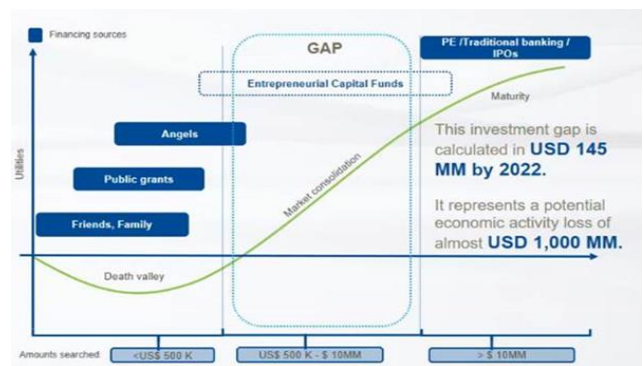 Financing sources
GAP
PE /Traditional banking /
IPOs
Entrepreneurial Capital Funds
Maturity
Angels
This investment gap is
calculated in USD 145
MM by 2022.
Utilities
Public grants
Market consolidation
It represents a potential
economic activity loss of
almost USD 1,000 MM.
Friends, Family
Death valley
Amounts searched
<US$ 500 K
US$ 500 K - $ 10MM
> $ 10MM